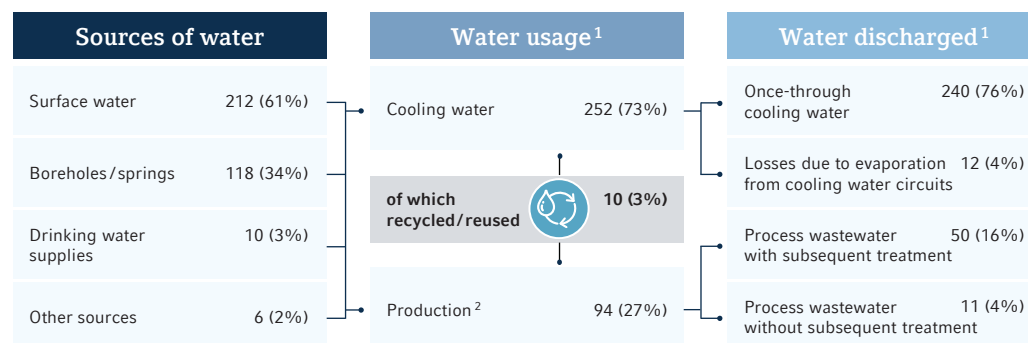 Sources of water
Surface water 212 (61%)
Boreholes/springs 118 (34%)
Drinking water 10 (3%)
supplies
Other sources 6 (2%)
Water usage¹
Cooling water 252 (73%)
of which 10 (3%)
recycled/reused
Production² 94 (27%)
Water discharged¹
Once-through 240 (76%)
cooling water
Losses due to evaporation 12 (4%)
from cooling water circuits
Process wastewater 50 (16%)
with subsequent treatment
Process wastewater 11 (4%)
without subsequent treatment